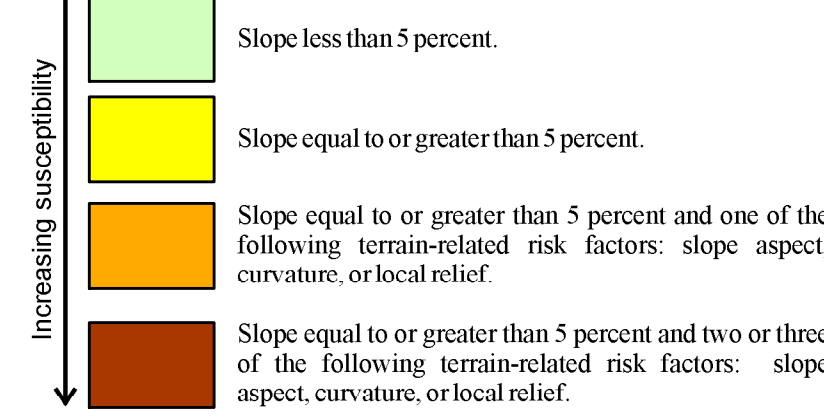 Increasing susceptibility
Slope less than 5 percent.
Slope equal to or greater than 5 percent.
Slope equal to or greater than 5 percent and one of the
following terrain-related risk factors: slope aspect
curvature, or local relief.
Slope equal to or greater than 5 percent and two or three
of the following terrain-related risk factors: slope
aspect, curvature, or local relief.